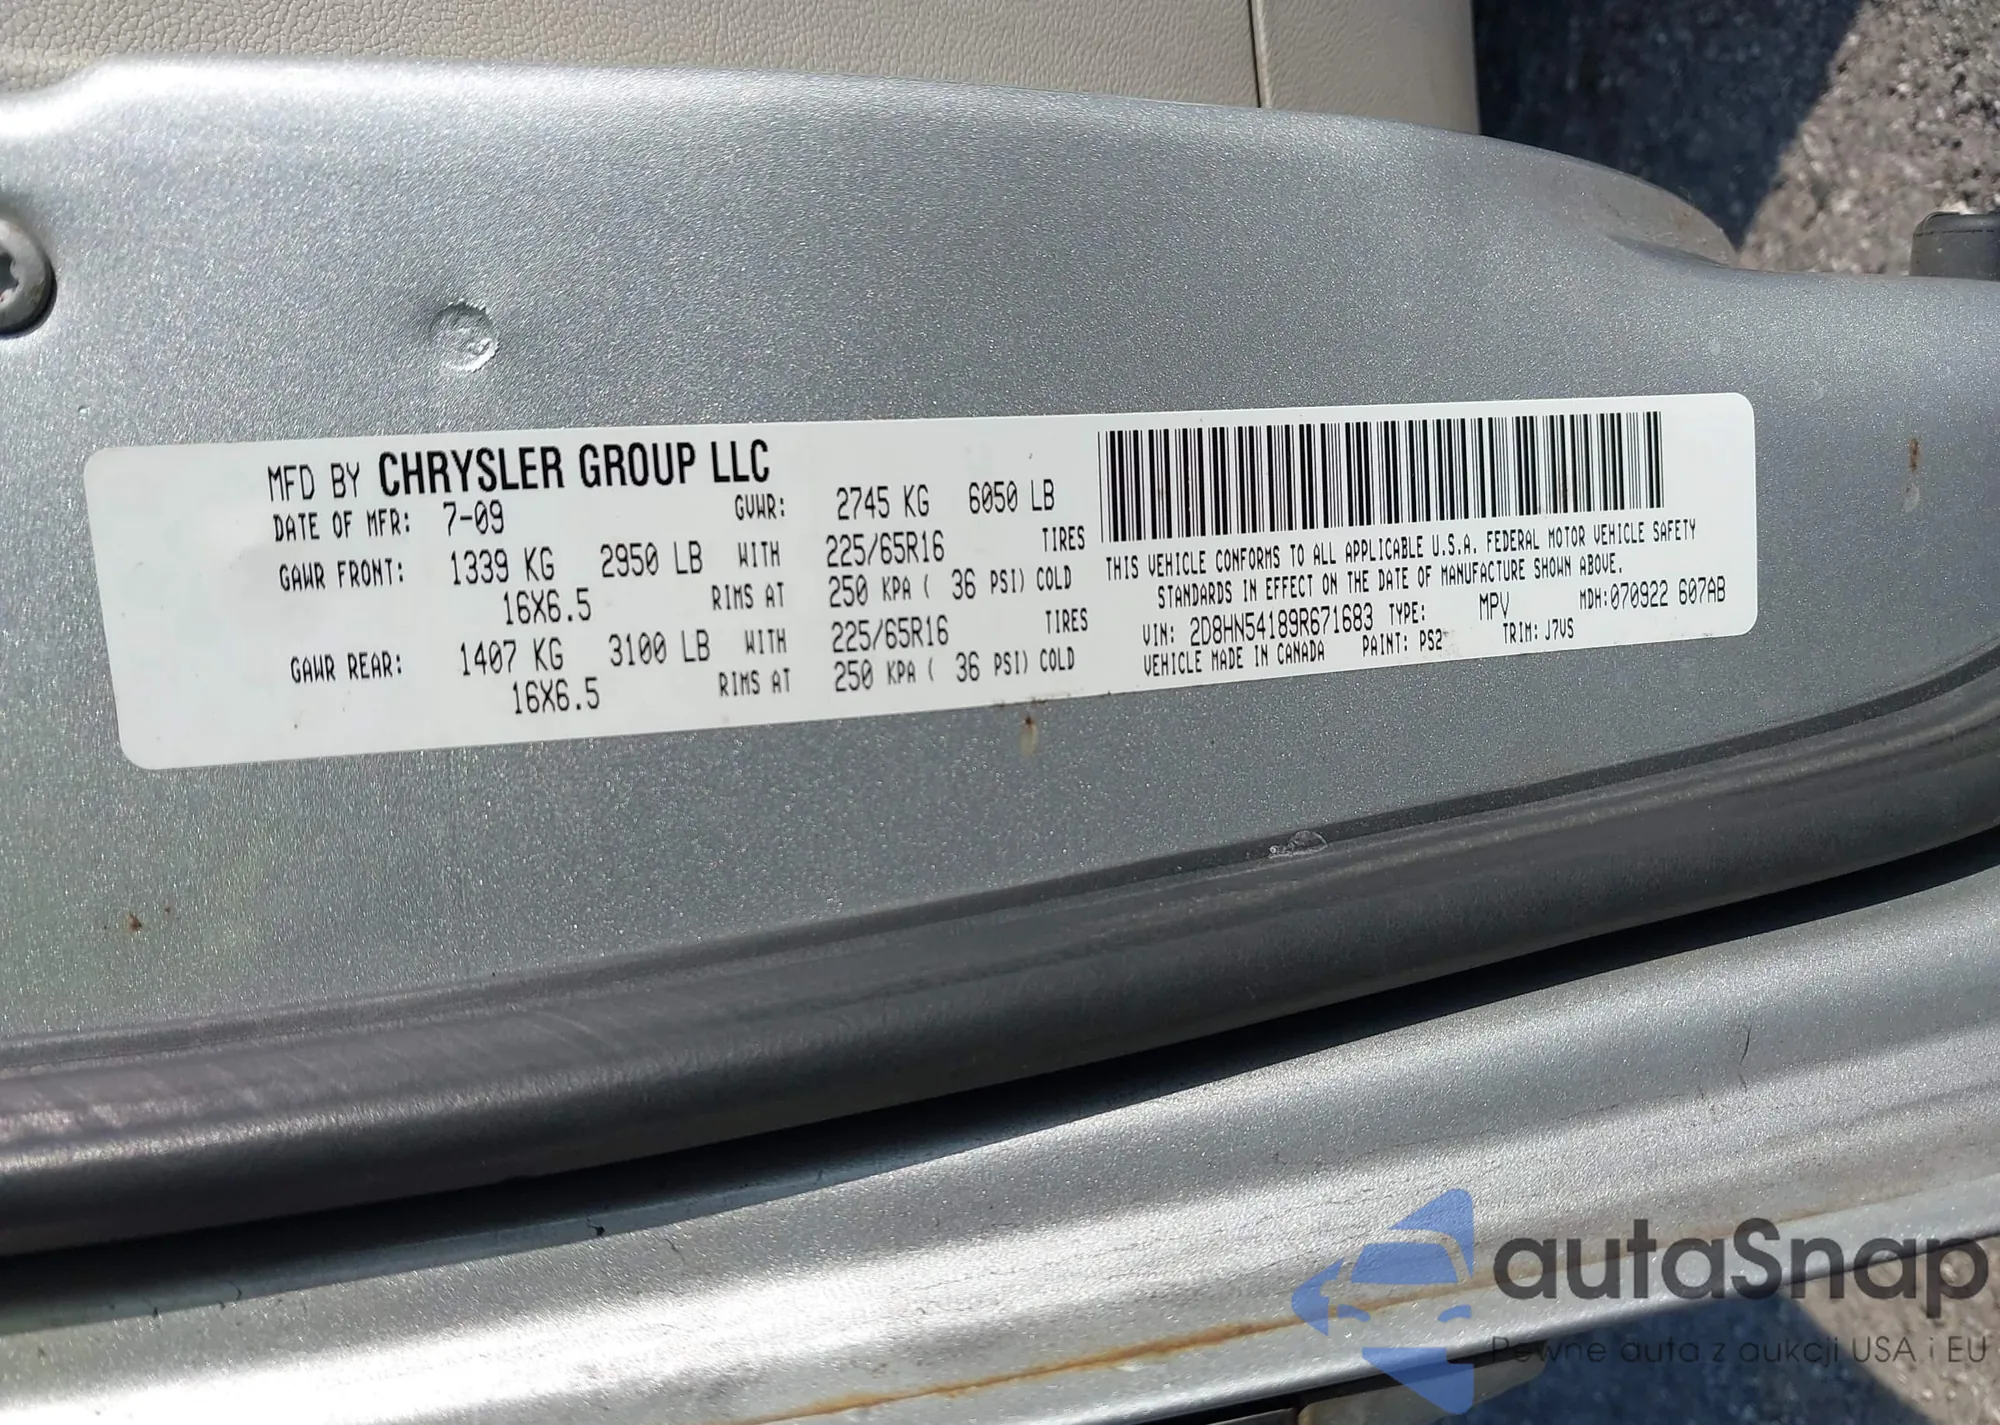 MFD BY CHRYSLER GROUP LLC
DATE OF MFR: 7-09 GVWR: 2745 KG 6050 LB
GAWR FRONT: 1339 KG 2950 LB WITH 225/65R16 TIRES
16X6.5 RIMS AT 250 KPA ( 36 PSI) COLD
GAWR REAR: 1407 KG 3100 LB WITH 225/65R16 TIRES
16X6.5 RIMS AT 250 KPA ( 36 PSI) COLD
THIS VEHICLE CONFORMS TO ALL APPLICABLE U.S.A. FEDERAL MOTOR VEHICLE SAFETY
STANDARDS IN EFFECT ON THE DATE OF MANUFACTURE SHOWN ABOVE.
VIN: 2D8HN54189R671683 TYPE: MPV MDH:070922 607AB
VEHICLE MADE IN CANADA PAINT: PS2 TRIM: J7VS
autoSnap
Pewne auta z aukcji USA i EU